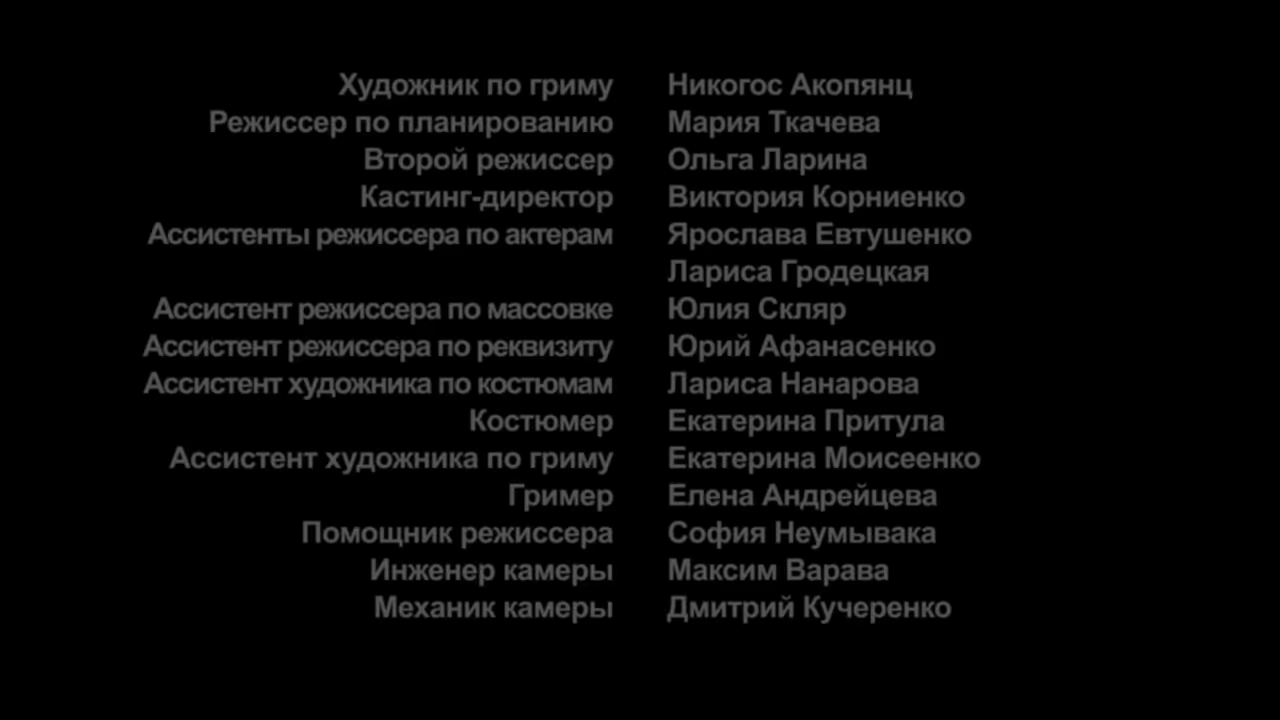 Художник по гриму Никогос Акопянц
Режиссер по планированию Мария Ткачева
Второй режиссер Ольга Ларина
Кастинг-директор Виктория Корниенко
Ассистенты режиссера по актерам Ярослава Евтушенко
Лариса Гродецкая
Ассистент режиссера по массовке Юлия Скляр
Ассистент режиссера по реквизиту Юрий Афанасенко
Ассистент художника по костюмам Лариса Нанарова
Костюмер Екатерина Притула
Ассистент художника по гриму Екатерина Моисеенко
Гример Елена Андрейцева
Помощник режиссера София Неумывака
Инженер камеры Максим Варава
Механик камеры Дмитрий Кучеренко